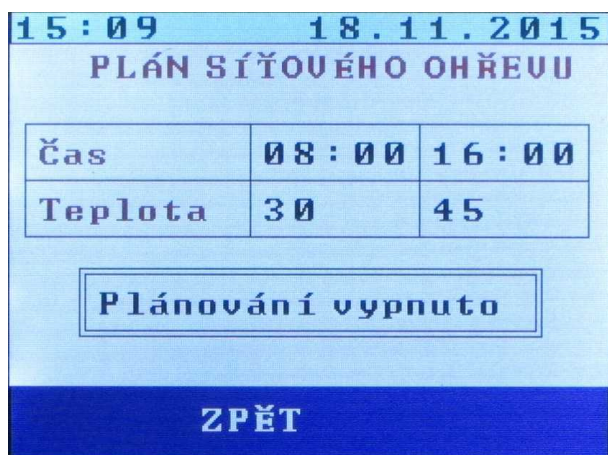 15:09 18.11.2015
PLÁN SÍŤOVÉHO OHŘEVU
Čas 08:00 16:00
Teplota 30 45
Plánování vypnuto
ZPĚT